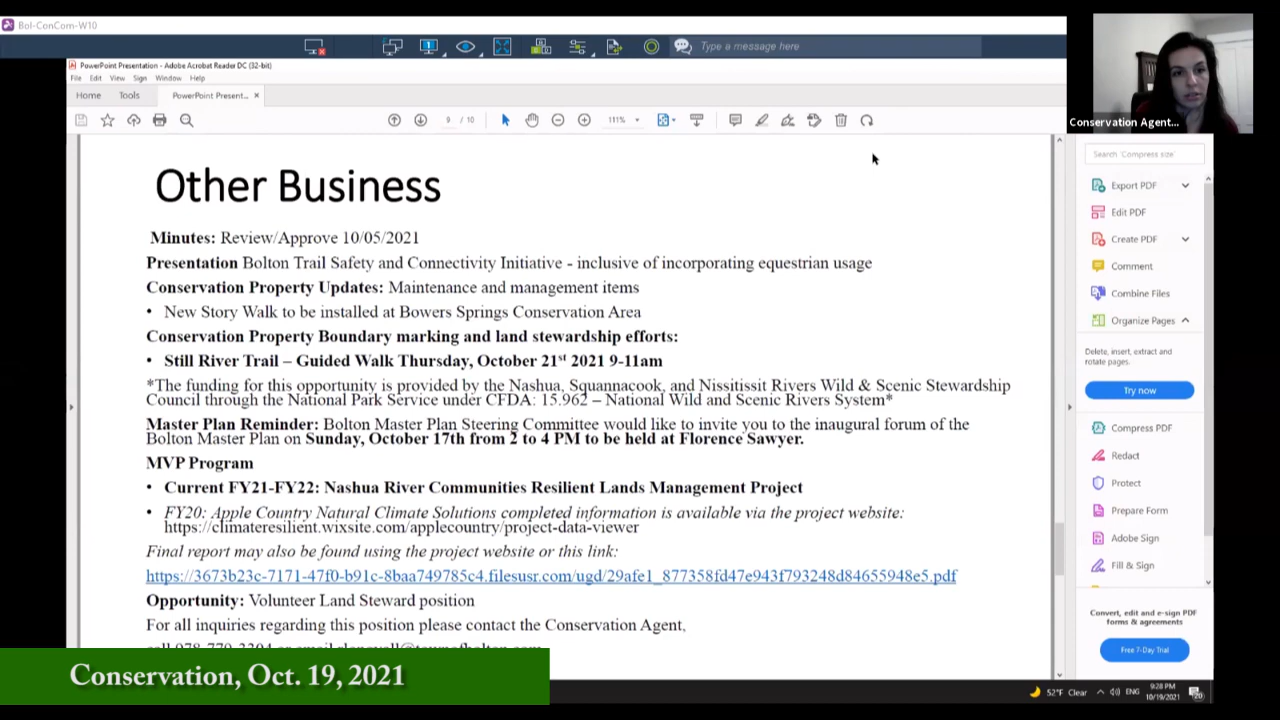 Bol-ConCom-W10
Type a message here
PowerPoint Presentation - Adobe Acrobat Reader DC (32-bit)
File Edit View Sign Window Help
Home Tools PowerPoint Present... ×
9 / 10 111%
Conservation Agent...
Search 'Compress size'
Other Business
Minutes: Review/Approve 10/05/2021
Presentation Bolton Trail Safety and Connectivity Initiative - inclusive of incorporating equestrian usage
Conservation Property Updates: Maintenance and management items
• New Story Walk to be installed at Bowers Springs Conservation Area
Conservation Property Boundary marking and land stewardship efforts:
• Still River Trail – Guided Walk Thursday, October 21st 2021 9-11am
*The funding for this opportunity is provided by the Nashua, Squannacook, and Nissitissit Rivers Wild & Scenic Stewardship
Council through the National Park Service under CFDA: 15.962 – National Wild and Scenic Rivers System*
Master Plan Reminder: Bolton Master Plan Steering Committee would like to invite you to the inaugural forum of the
Bolton Master Plan on Sunday, October 17th from 2 to 4 PM to be held at Florence Sawyer.
MVP Program
• Current FY21-FY22: Nashua River Communities Resilient Lands Management Project
• FY20: Apple Country Natural Climate Solutions completed information is available via the project website:
https://climateresilient.wixsite.com/applecountry/project-data-viewer
Final report may also be found using the project website or this link:
https://3673b23c-7171-47f0-b91c-8baa749785c4.filesusr.com/ugd/29afe1_877358fd47e943f793248d84655948e5.pdf
Opportunity: Volunteer Land Steward position
For all inquiries regarding this position please contact the Conservation Agent,
Export PDF
Edit PDF
Create PDF
Comment
Combine Files
Organize Pages
Delete, insert, extract and
rotate pages.
Try now
Compress PDF
Redact
Protect
Prepare Form
Adobe Sign
Fill & Sign
Convert, edit and e-sign PDF
forms & agreements
Free 7-Day Trial
Conservation, Oct. 19, 2021
52°F Clear ENG
9:28 PM
10/19/2021
20